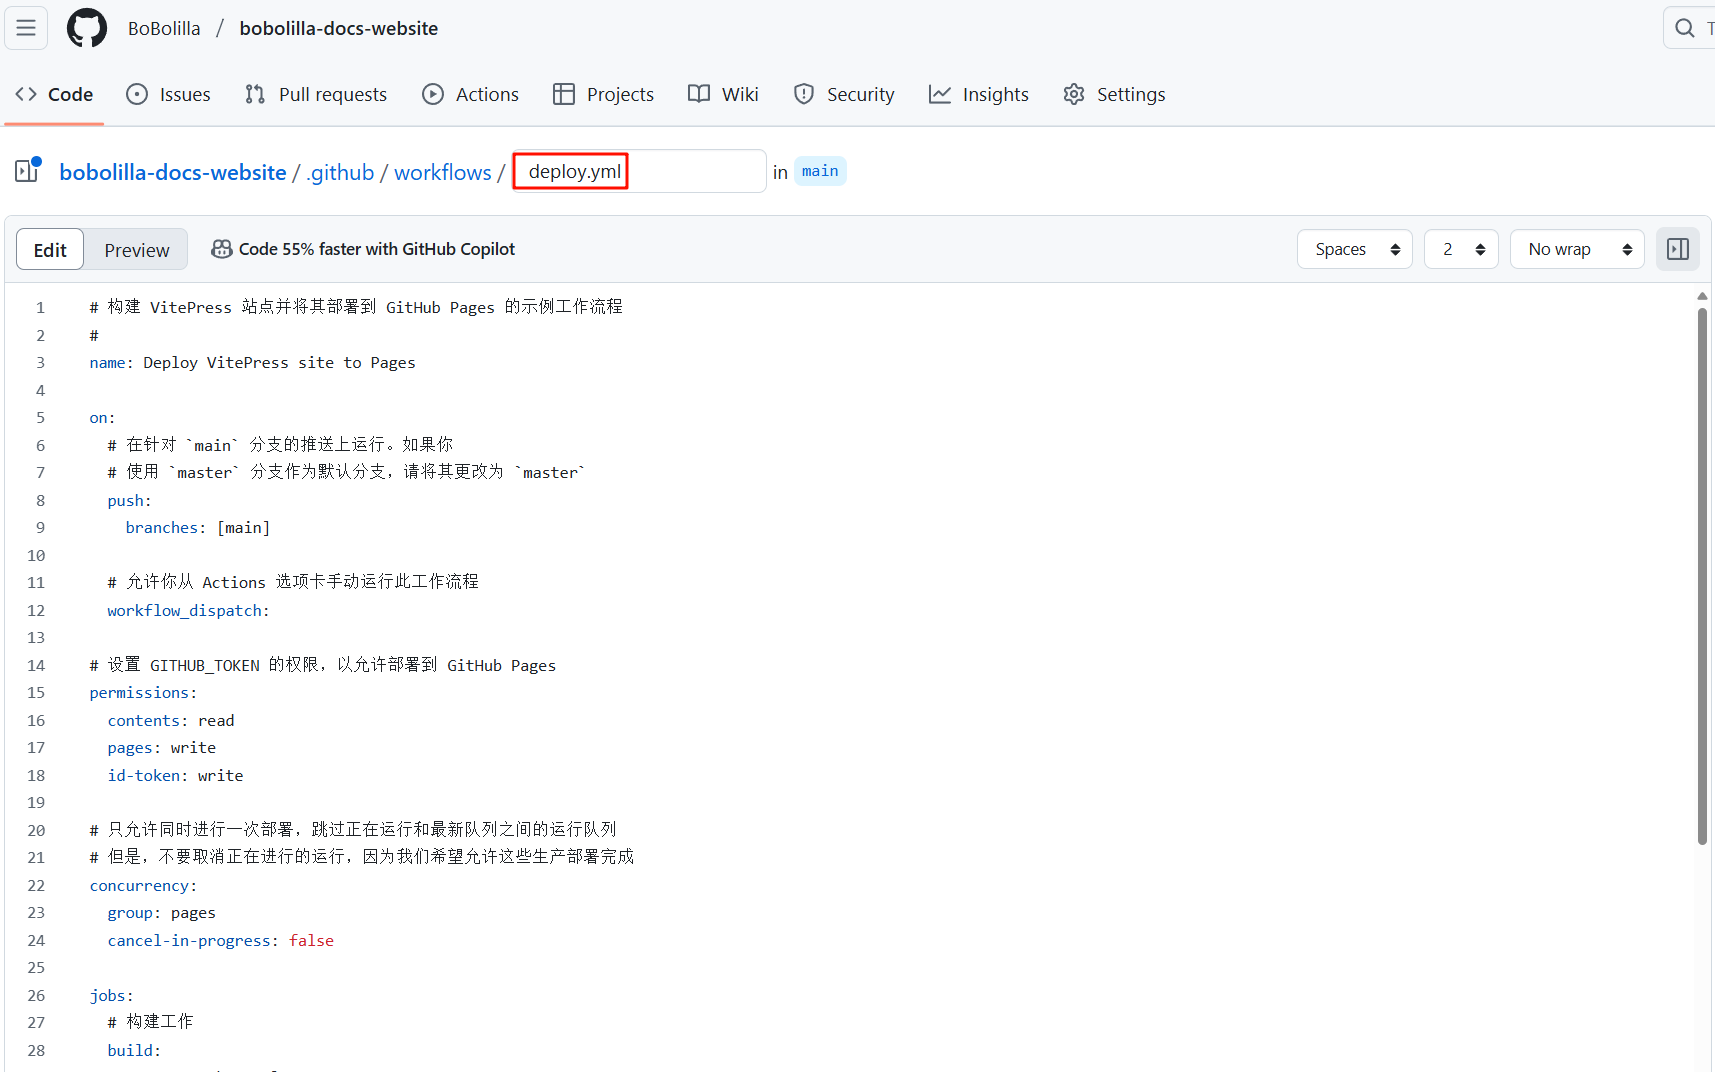 BoBolilla / bobolilla-docs-website
Code Issues Pull requests Actions Projects Wiki Security Insights Settings
bobolilla-docs-website / .github / workflows / deploy.yml in main
Edit Preview Code 55% faster with GitHub Copilot Spaces 2 No wrap
1 # 构建 VitePress 站点并将其部署到 GitHub Pages 的示例工作流程
2 #
3 name: Deploy VitePress site to Pages
4
5 on:
6 # 在针对 `main` 分支的推送上运行。如果你
7 # 使用 `master` 分支作为默认分支，请将其更改为 `master`
8 push:
9 branches: [main]
10
11 # 允许你从 Actions 选项卡手动运行此工作流程
12 workflow_dispatch:
13
14 # 设置 GITHUB_TOKEN 的权限，以允许部署到 GitHub Pages
15 permissions:
16 contents: read
17 pages: write
18 id-token: write
19
20 # 只允许同时进行一次部署，跳过正在运行和最新队列之间的运行队列
21 # 但是，不要取消正在进行的运行，因为我们希望允许这些生产部署完成
22 concurrency:
23 group: pages
24 cancel-in-progress: false
25
26 jobs:
27 # 构建工作
28 build: